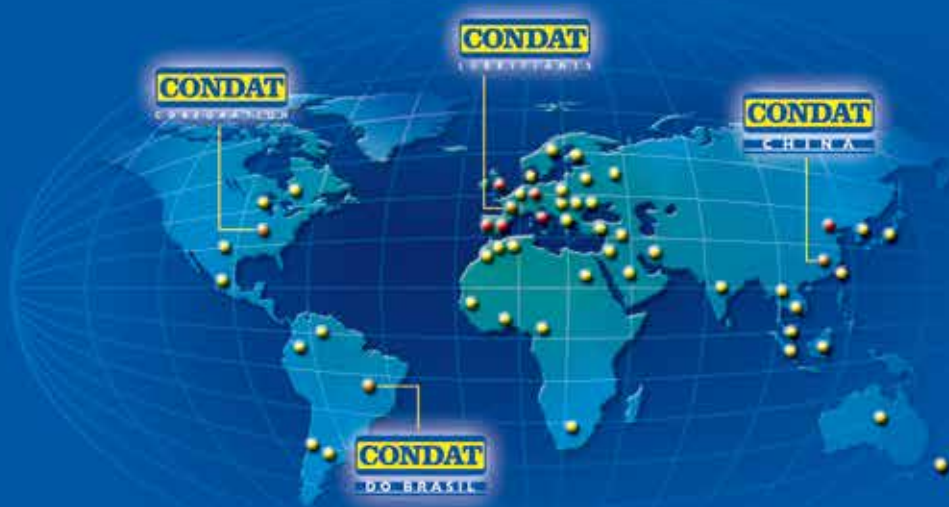 CONDAT
LUBRIFIANTS
CONDAT
CORPORATION
CONDAT
CHINA
CONDAT
DO BRASIL